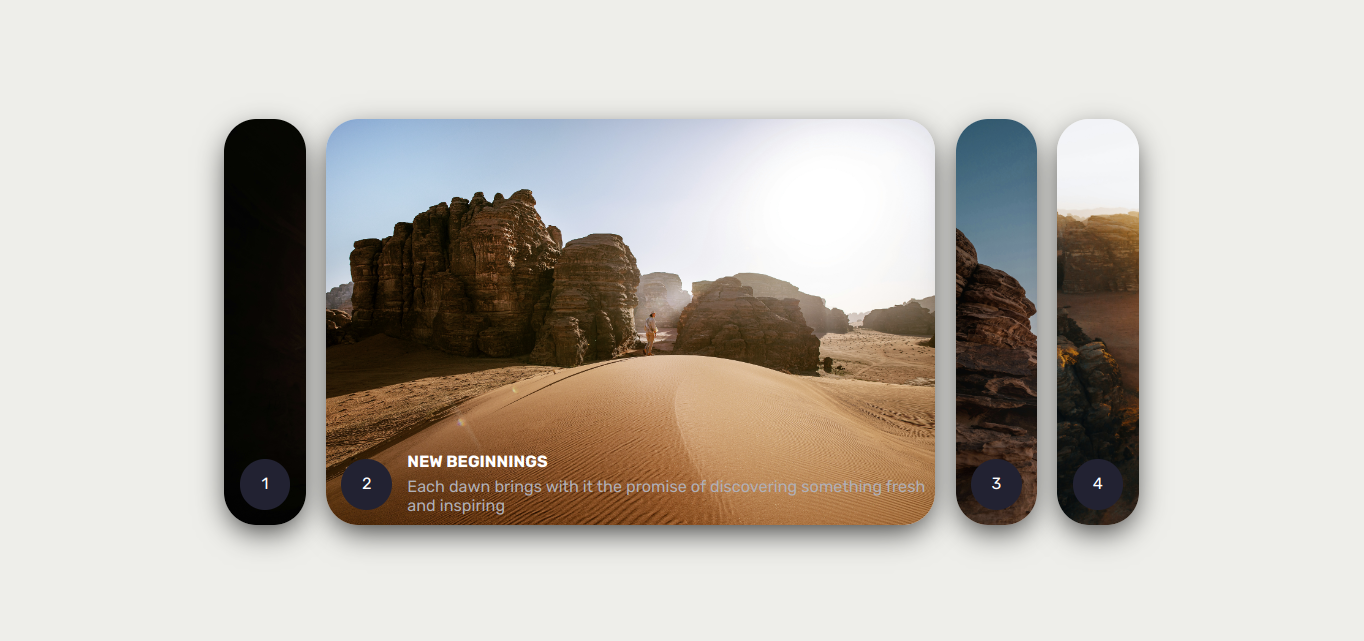 1
2
NEW BEGINNINGS
Each dawn brings with it the promise of discovering something fresh
and inspiring
3
4